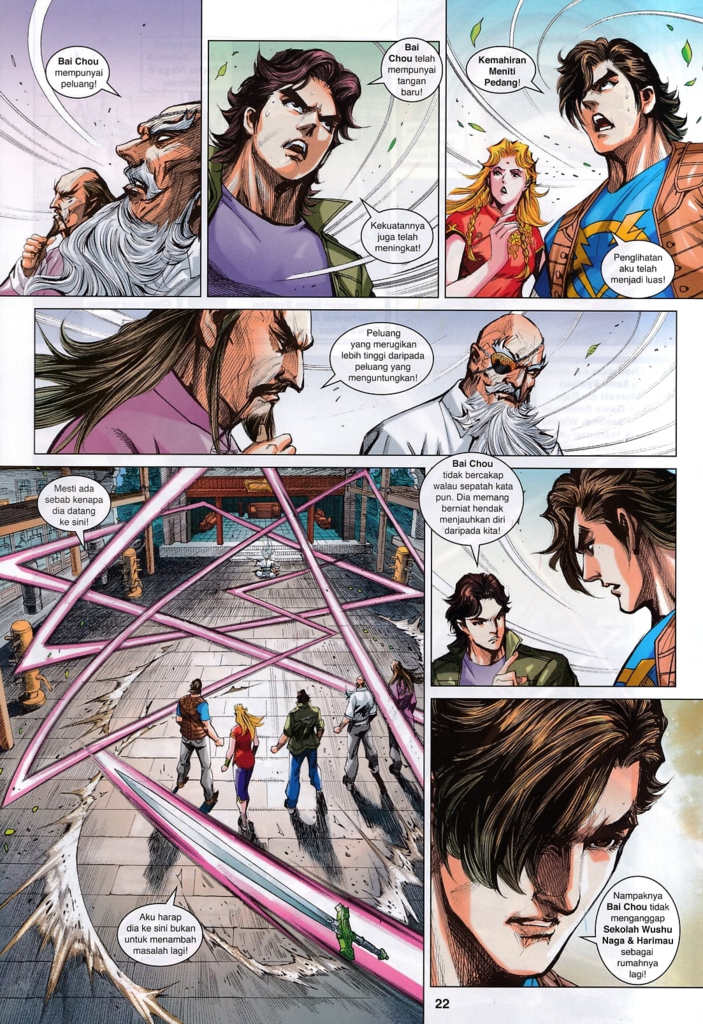 Bai Chou
mempunyai
peluang!
Bai
Chou telah
mempunyai
tangan
baru!
Kekuatannya
juga telah
meningkat!
Kemahiran
Meniti
Pedang!
Penglihatan
aku telah
menjadi luas!
Peluang
yang merugikan
lebih tinggi daripada
peluang yang
menguntungkan!
Mesti ada
sebab kenapa
dia datang
ke sini!
Aku harap
dia ke sini bukan
untuk menambah
masalah lagi!
Bai Chou
tidak bercakap
walau sepatah kata
pun. Dia memang
berniat hendak
menjauhkan diri
daripada kita!
Nampaknya
Bai Chou tidak
menganggap
Sekolah Wushu
Naga & Harimau
sebagai
rumahnya
lagi!
22